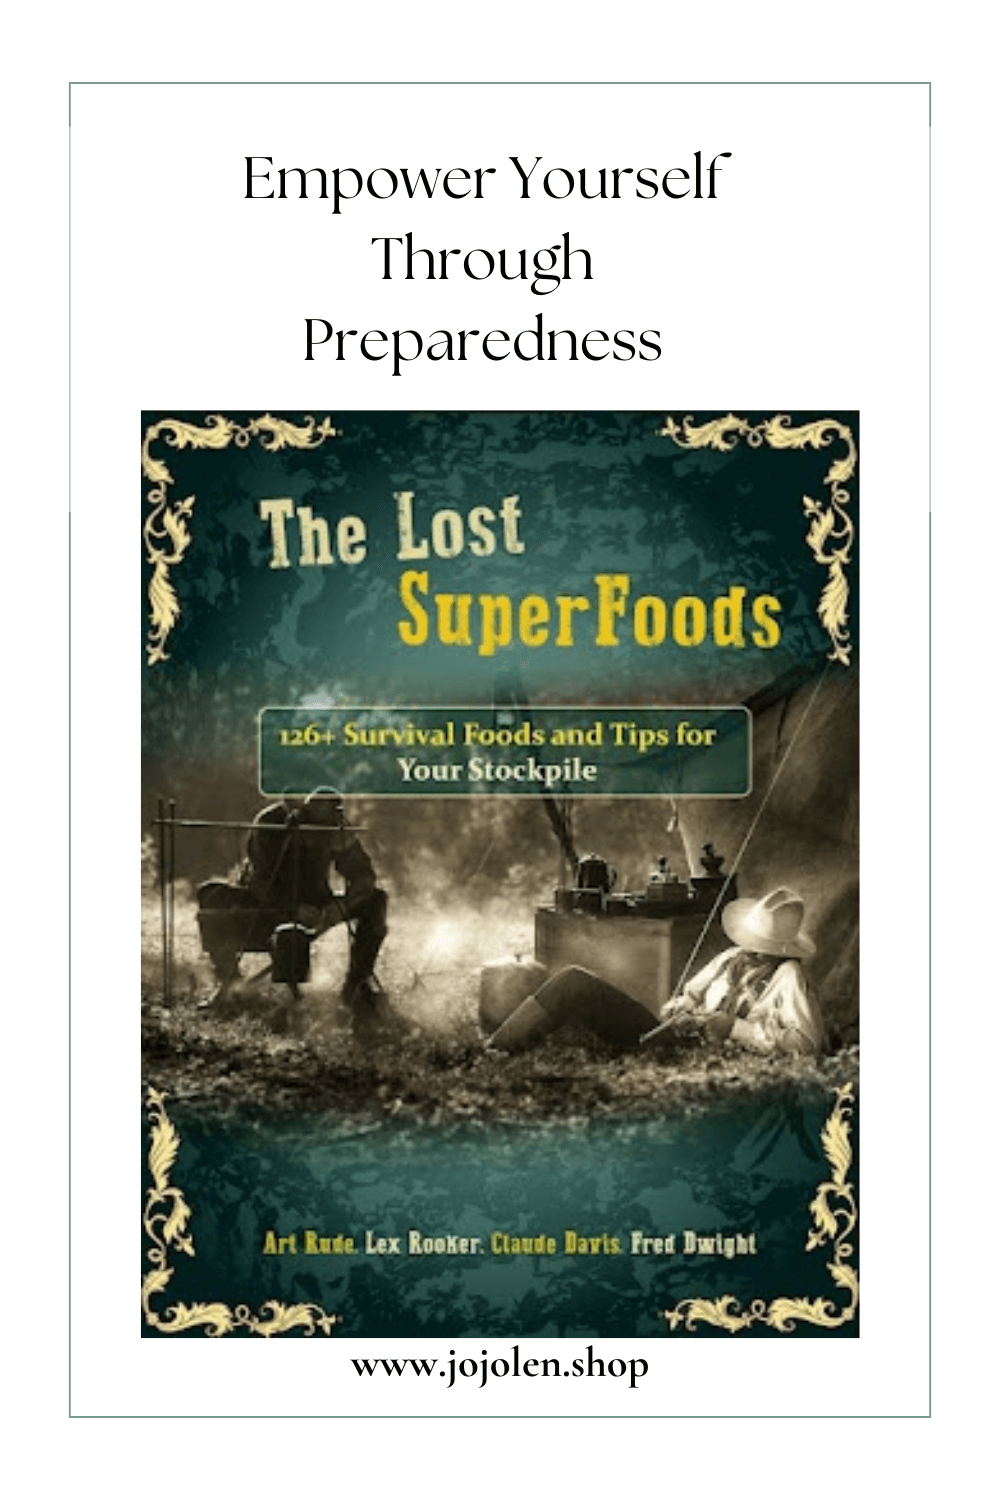 Empower Yourself
Through
Preparedness
The Lost
SuperFoods
126+ Survival Foods and Tips for
Your Stockpile
Art Rude. Lex Rooker. Claude Davis. Fred Dwight
www.jojolen.shop